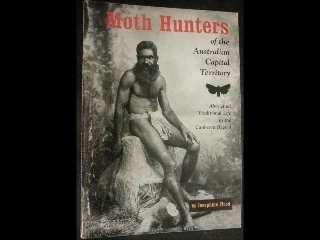 Moth Hunters
of the
Australian
Capital
Territory
Aboriginal
Traditional Life
in the
Canberra Region
by Josephine Flood